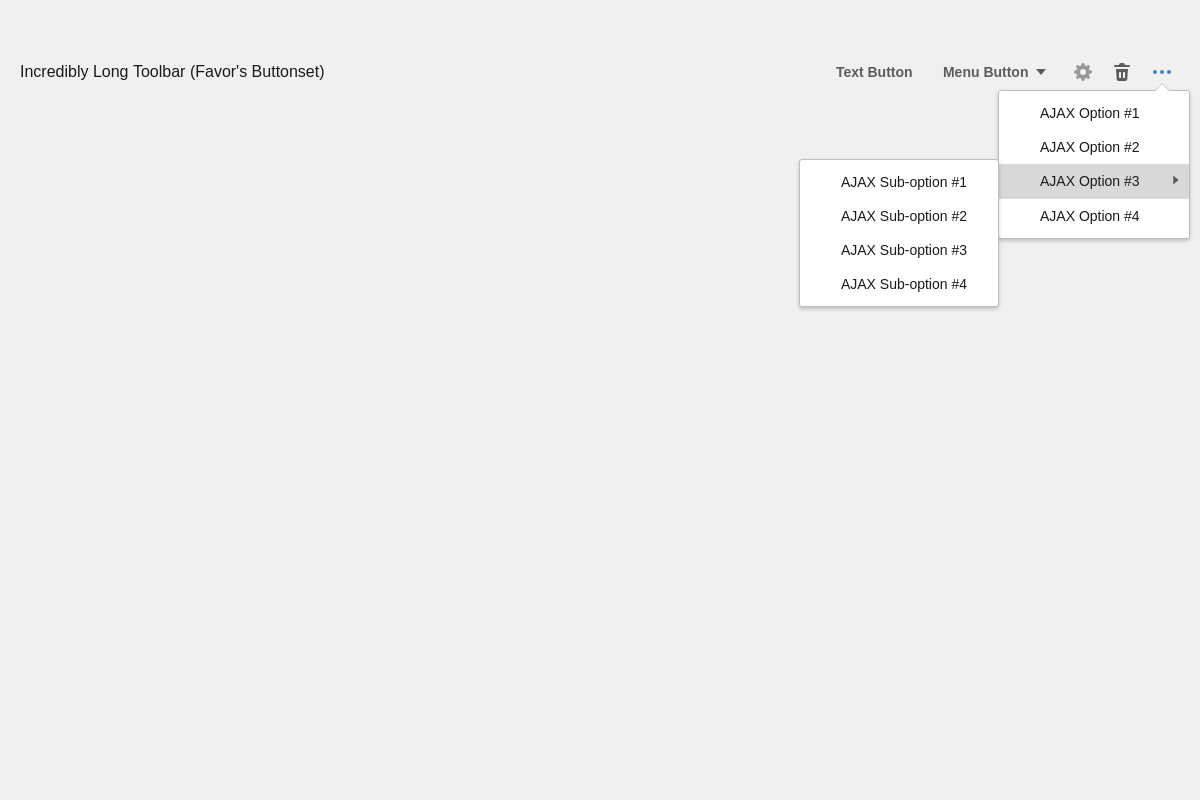 Incredibly Long Toolbar (Favor's Buttonset)
Text Button
Menu Button
AJAX Option #1
AJAX Option #2
AJAX Option #3
AJAX Option #4
AJAX Sub-option #1
AJAX Sub-option #2
AJAX Sub-option #3
AJAX Sub-option #4